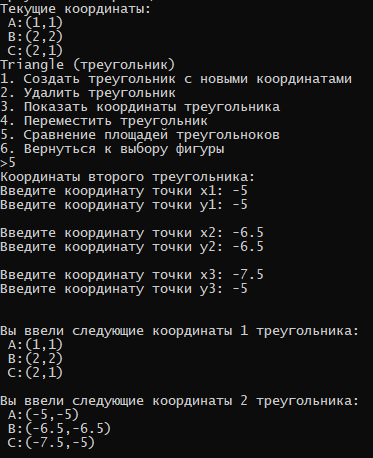 Текущие координаты:
A:(1,1)
B:(2,2)
C:(2,1)
Triangle (треугольник)
1. Создать треугольник с новыми координатами
2. Удалить треугольник
3. Показать координаты треугольника
4. Переместить треугольник
5. Сравнение площадей треугольноков
6. Вернуться к выбору фигуры
>5
Координаты второго треугольника:
Введите координату точки x1: -5
Введите координату точки y1: -5
Введите координату точки x2: -6.5
Введите координату точки y2: -6.5
Введите координату точки x3: -7.5
Введите координату точки y3: -5
Вы ввели следующие координаты 1 треугольника:
A:(1,1)
B:(2,2)
C:(2,1)
Вы ввели следующие координаты 2 треугольника:
A:(-5,-5)
B:(-6.5,-6.5)
C:(-7.5,-5)